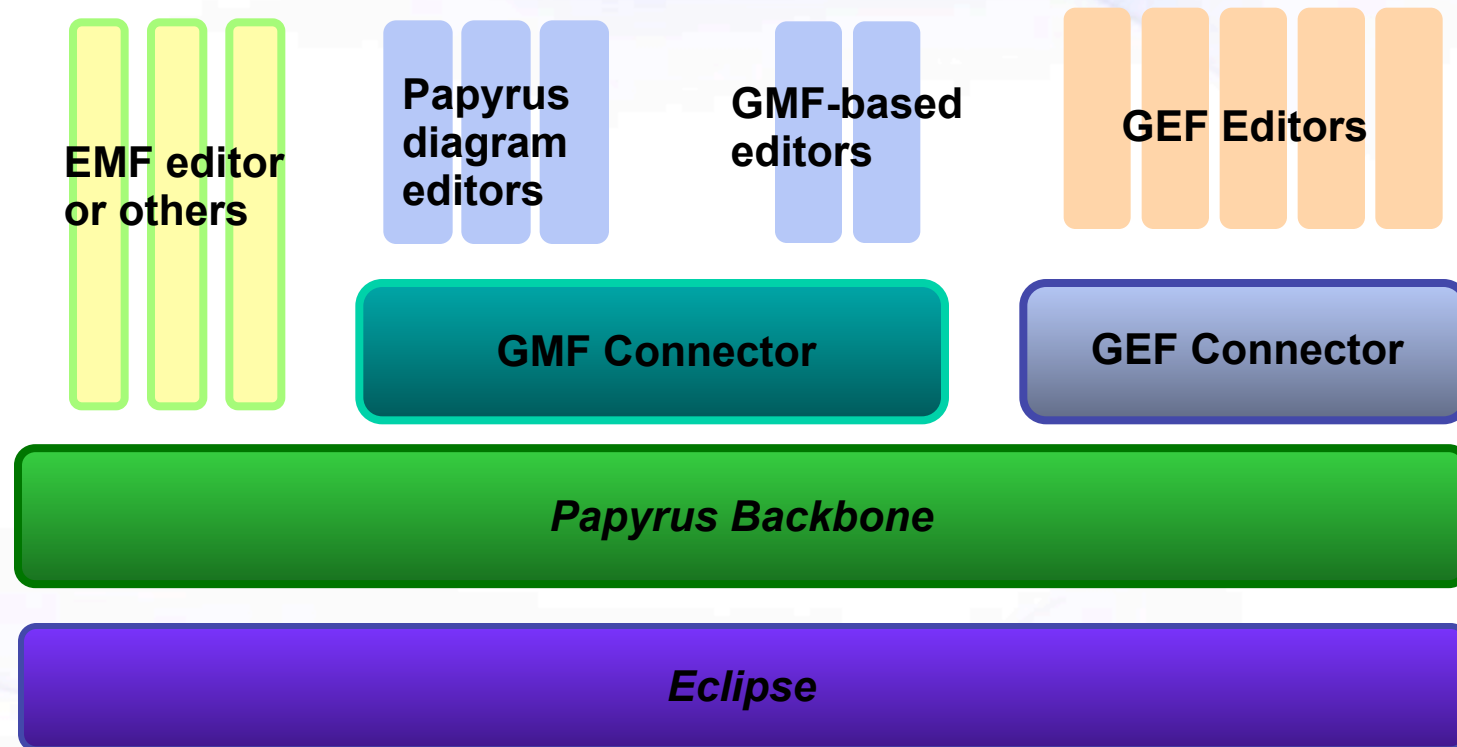 EMF editor
or others
Papyrus
diagram
editors
GMF-based
editors
GEF Editors
GMF Connector
GEF Connector
Papyrus Backbone
Eclipse